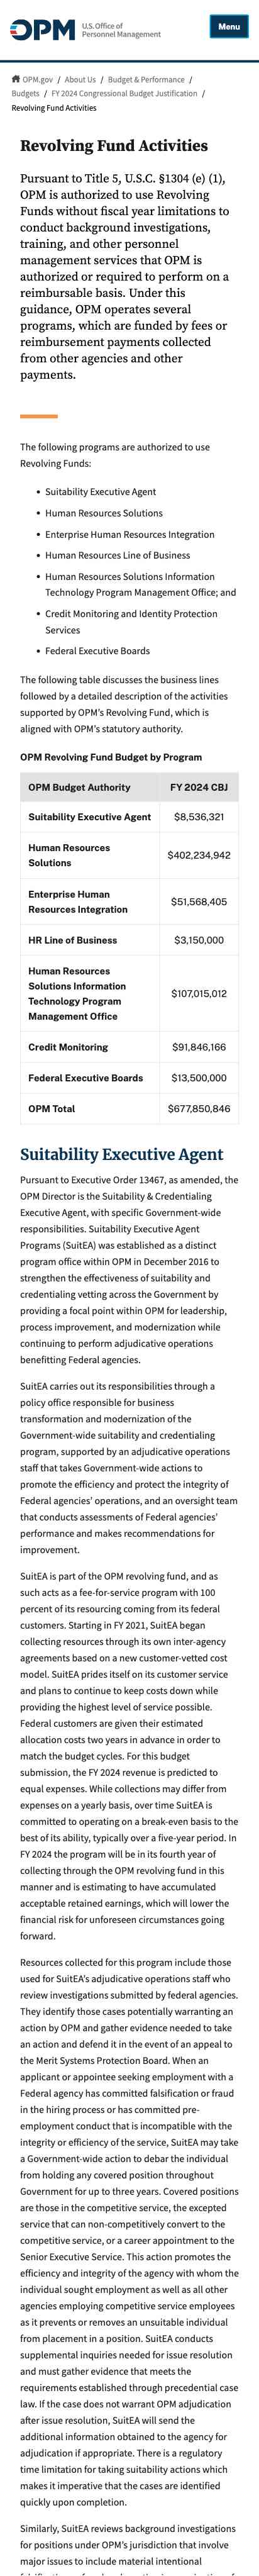 OPM
U.S. Office of
Personnel Management
Menu
OPM.gov / About Us / Budget & Performance /
Budgets / FY 2024 Congressional Budget Justification /
Revolving Fund Activities
Revolving Fund Activities
Pursuant to Title 5, U.S.C. §1304 (e) (1),
OPM is authorized to use Revolving
Funds without fiscal year limitations to
conduct background investigations,
training, and other personnel
management services that OPM is
authorized or required to perform on a
reimbursable basis. Under this
guidance, OPM operates several
programs, which are funded by fees or
reimbursement payments collected
from other agencies and other
payments.
The following programs are authorized to use
Revolving Funds:
• Suitability Executive Agent
• Human Resources Solutions
• Enterprise Human Resources Integration
• Human Resources Line of Business
• Human Resources Solutions Information
Technology Program Management Office; and
• Credit Monitoring and Identity Protection
Services
• Federal Executive Boards
The following table discusses the business lines
followed by a detailed description of the activities
supported by OPM's Revolving Fund, which is
aligned with OPM's statutory authority.
OPM Revolving Fund Budget by Program
OPM Budget Authority FY 2024 CBJ
Suitability Executive Agent $8,536,321
Human Resources
Solutions $402,234,942
Enterprise Human
Resources Integration $51,568,405
HR Line of Business $3,150,000
Human Resources
Solutions Information
Technology Program
Management Office $107,015,012
Credit Monitoring $91,846,166
Federal Executive Boards $13,500,000
OPM Total $677,850,846
Suitability Executive Agent
Pursuant to Executive Order 13467, as amended, the
OPM Director is the Suitability & Credentialing
Executive Agent, with specific Government-wide
responsibilities. Suitability Executive Agent
Programs (SuitEA) was established as a distinct
program office within OPM in December 2016 to
strengthen the effectiveness of suitability and
credentialing vetting across the Government by
providing a focal point within OPM for leadership,
process improvement, and modernization while
continuing to perform adjudicative operations
benefitting Federal agencies.
SuitEA carries out its responsibilities through a
policy office responsible for business
transformation and modernization of the
Government-wide suitability and credentialing
program, supported by an adjudicative operations
staff that takes Government-wide actions to
promote the efficiency and protect the integrity of
Federal agencies' operations, and an oversight team
that conducts assessments of Federal agencies'
performance and makes recommendations for
improvement.
SuitEA is part of the OPM revolving fund, and as
such acts as a fee-for-service program with 100
percent of its resourcing coming from its federal
customers. Starting in FY 2021, SuitEA began
collecting resources through its own inter-agency
agreements based on a new customer-vetted cost
model. SuitEA prides itself on its customer service
and plans to continue to keep costs down while
providing the highest level of service possible.
Federal customers are given their estimated
allocation costs two years in advance in order to
match the budget cycles. For this budget
submission, the FY 2024 revenue is predicted to
equal expenses. While collections may differ from
expenses on a yearly basis, over time SuitEA is
committed to operating on a break-even basis to the
best of its ability, typically over a five-year period. In
FY 2024 the program will be in its fourth year of
collecting through the OPM revolving fund in this
manner and is estimating to have accumulated
acceptable retained earnings, which will lower the
financial risk for unforeseen circumstances going
forward.
Resources collected for this program include those
used for SuitEA's adjudicative operations staff who
review investigations submitted by federal agencies.
They identify those cases potentially warranting an
action by OPM and gather evidence needed to take
an action and defend it in the event of an appeal to
the Merit Systems Protection Board. When an
applicant or appointee seeking employment with a
Federal agency has committed falsification or fraud
in the hiring process or has committed pre-
employment conduct that is incompatible with the
integrity or efficiency of the service, SuitEA may take
a Government-wide action to debar the individual
from holding any covered position throughout
Government for up to three years. Covered positions
are those in the competitive service, the excepted
service that can non-competitively convert to the
competitive service, or a career appointment to the
Senior Executive Service. This action promotes the
efficiency and integrity of the agency with whom the
individual sought employment as well as all other
agencies employing competitive service employees
as it prevents or removes an unsuitable individual
from placement in a position. SuitEA conducts
supplemental inquiries needed for issue resolution
and must gather evidence that meets the
requirements established through precedential case
law. If the case does not warrant OPM adjudication
after issue resolution, SuitEA will send the
additional information obtained to the agency for
adjudication if appropriate. There is a regulatory
time limitation for taking suitability actions which
makes it imperative that the cases are identified
quickly upon completion.
Similarly, SuitEA reviews background investigations
for positions under OPM's jurisdiction that involve
major issues to include material intentional